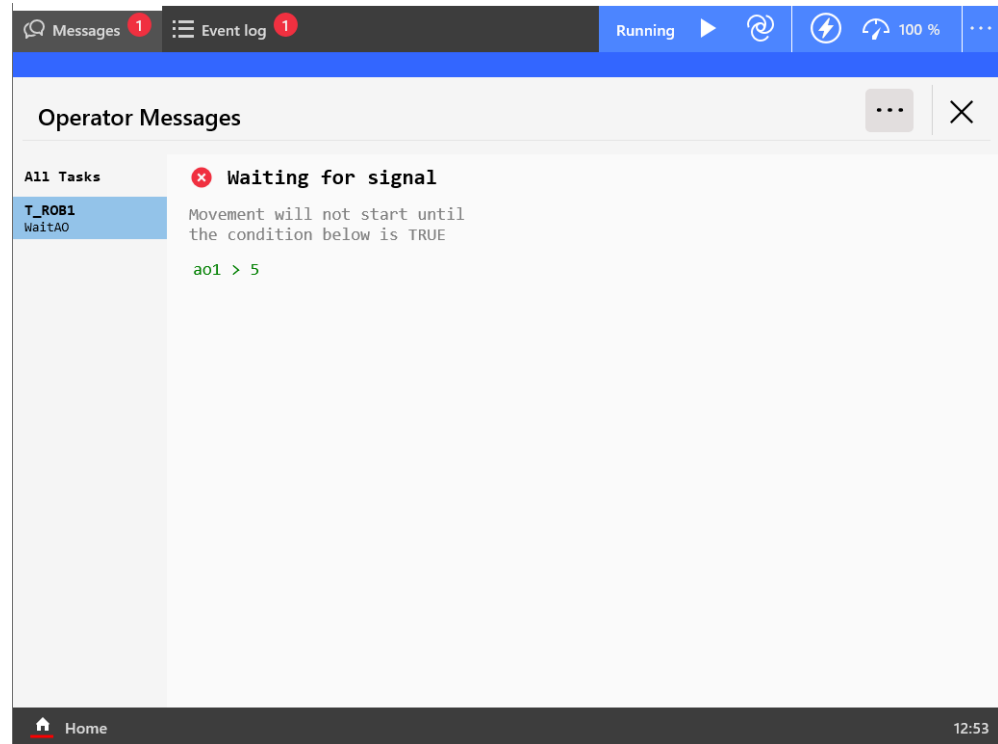 Messages 1 Event log 1 Running 100 % ...
Operator Messages ...
All Tasks
T_ROB1
WaitAO
Waiting for signal
Movement will not start until
the condition below is TRUE
ao1 > 5
Home 12:53